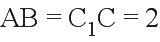 AB = C₁C = 2